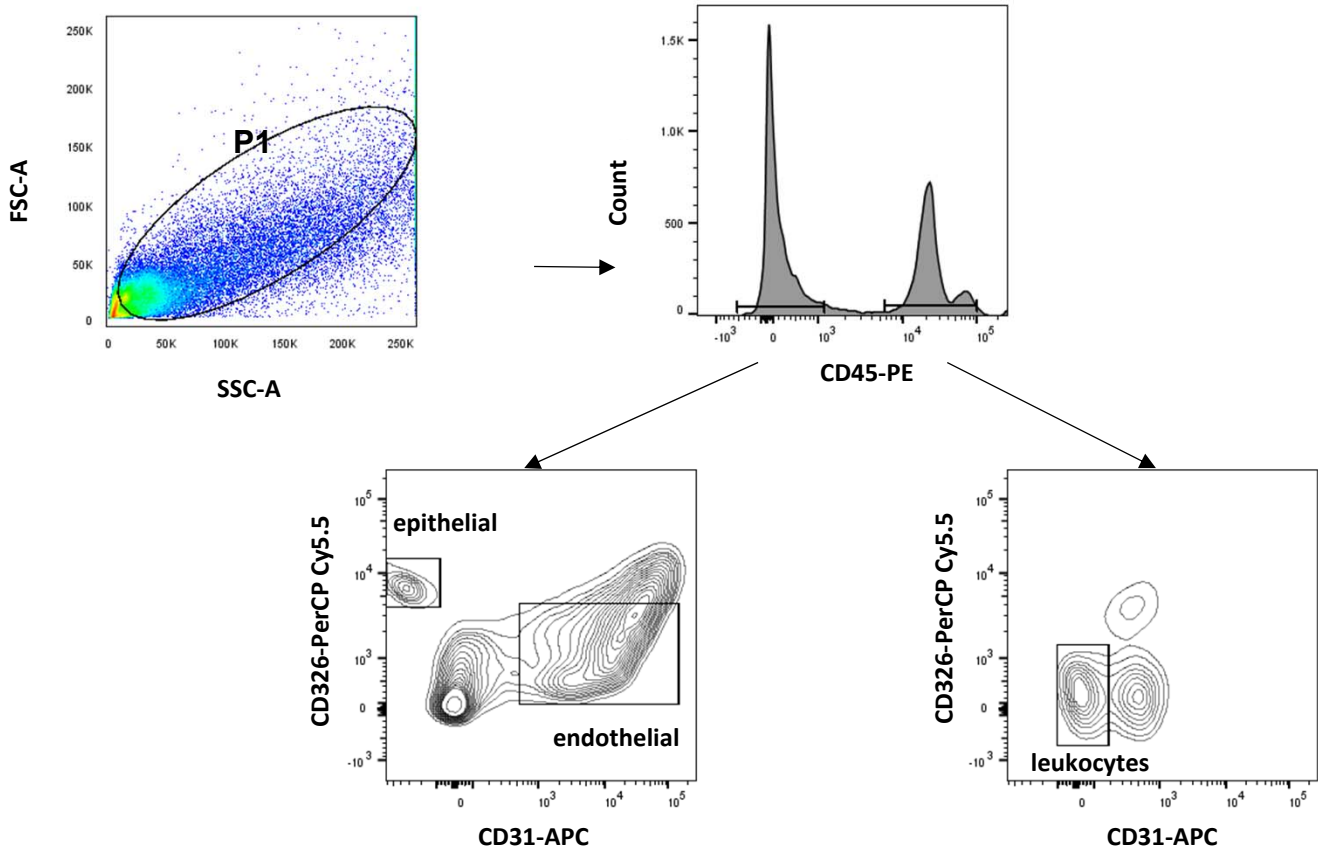 250K
200K
150K
100K
50K
0
P1
FSC-A
0 50K 100K 150K 200K 250K
SSC-A
1.5K
1.0K
500
0
Count
-10^3 0 10^3 10^4 10^5
CD45-PE
10^5
10^4
10^3
0
-10^3
epithelial
endothelial
CD326-PerCP Cy5.5
0 10^3 10^4 10^5
CD31-APC
10^5
10^4
10^3
0
-10^3
leukocytes
CD326-PerCP Cy5.5
0 10^3 10^4 10^5
CD31-APC